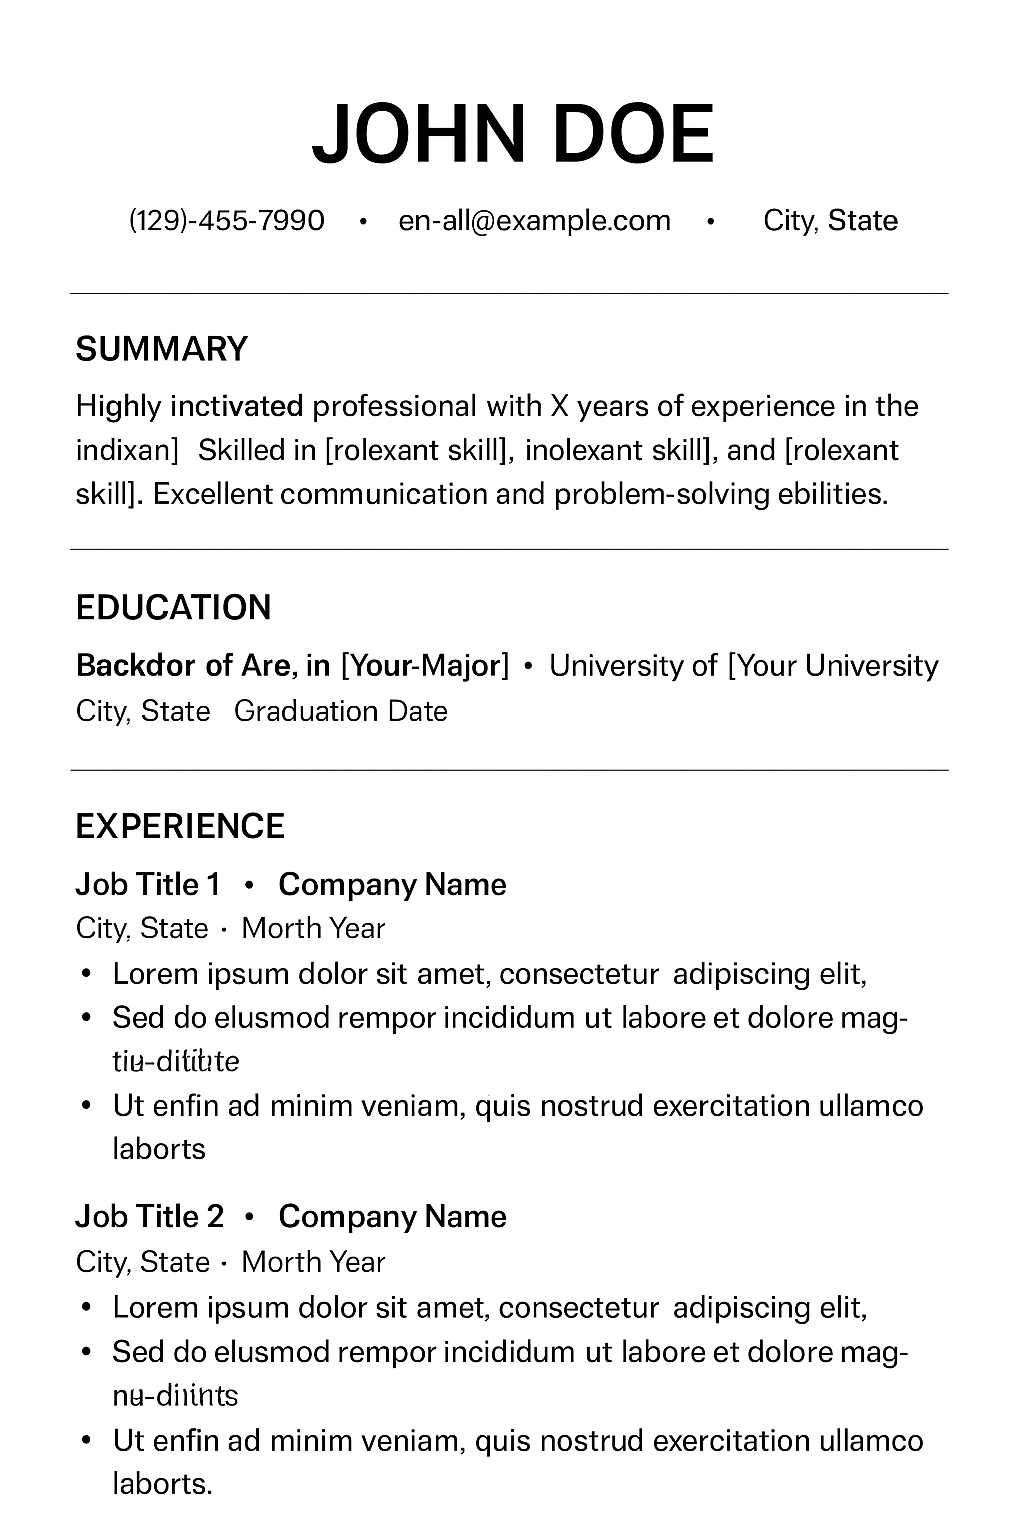 JOHN DOE
(129)-455-7990 • en-all@example.com • City, State
SUMMARY
Highly inctivated professional with X years of experience in the
indixan] Skilled in [rolexant skill], inolexant skill], and [rolexant
skill]. Excellent communication and problem-solving ebilities.
EDUCATION
Backdor of Are, in [Your-Major] • University of [Your University
City, State Graduation Date
EXPERIENCE
Job Title 1 • Company Name
City, State · Morth Year
• Lorem ipsum dolor sit amet, consectetur adipiscing elit,
• Sed do elusmod rempor incididum ut labore et dolore mag-
• Ut enfin ad minim veniam, quis nostrud exercitation ullamco
laborts
Job Title 2 • Company Name
City, State · Morth Year
• Lorem ipsum dolor sit amet, consectetur adipiscing elit,
• Sed do elusmod rempor incididum ut labore et dolore mag-
• Ut enfin ad minim veniam, quis nostrud exercitation ullamco
laborts.